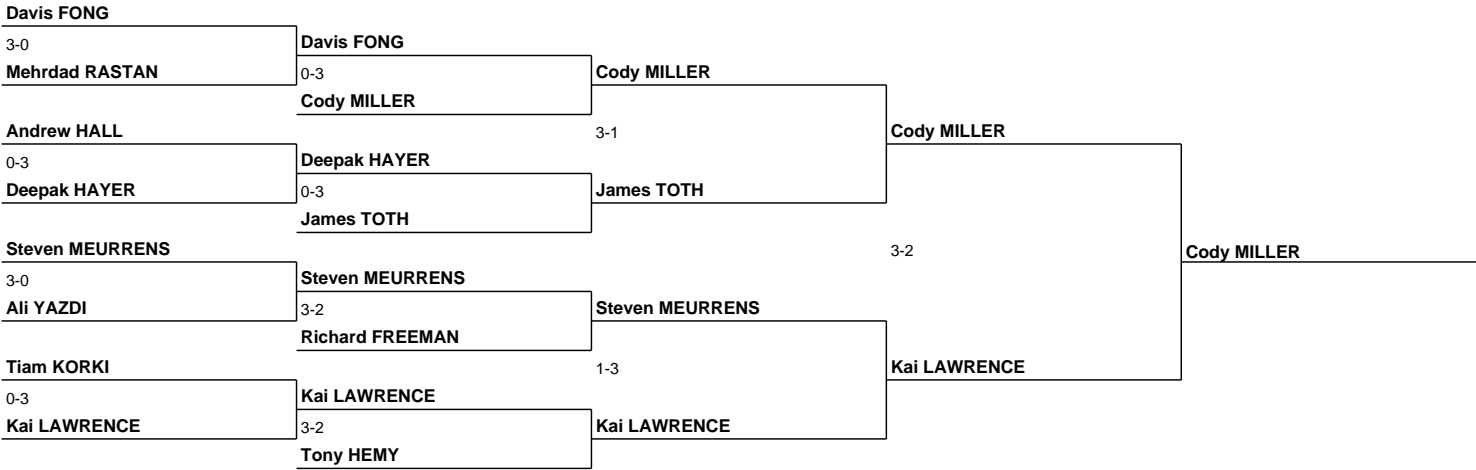 Davis FONG
3-0
Mehrdad RASTAN
Andrew HALL
0-3
Deepak HAYER
Steven MEURRENS
3-0
Ali YAZDI
Tiam KORKI
0-3
Kai LAWRENCE
Davis FONG
0-3
Cody MILLER
Deepak HAYER
0-3
James TOTH
Steven MEURRENS
3-2
Richard FREEMAN
Kai LAWRENCE
3-2
Tony HEMY
Cody MILLER
3-1
James TOTH
Steven MEURRENS
1-3
Kai LAWRENCE
Cody MILLER
3-2
Kai LAWRENCE
Cody MILLER